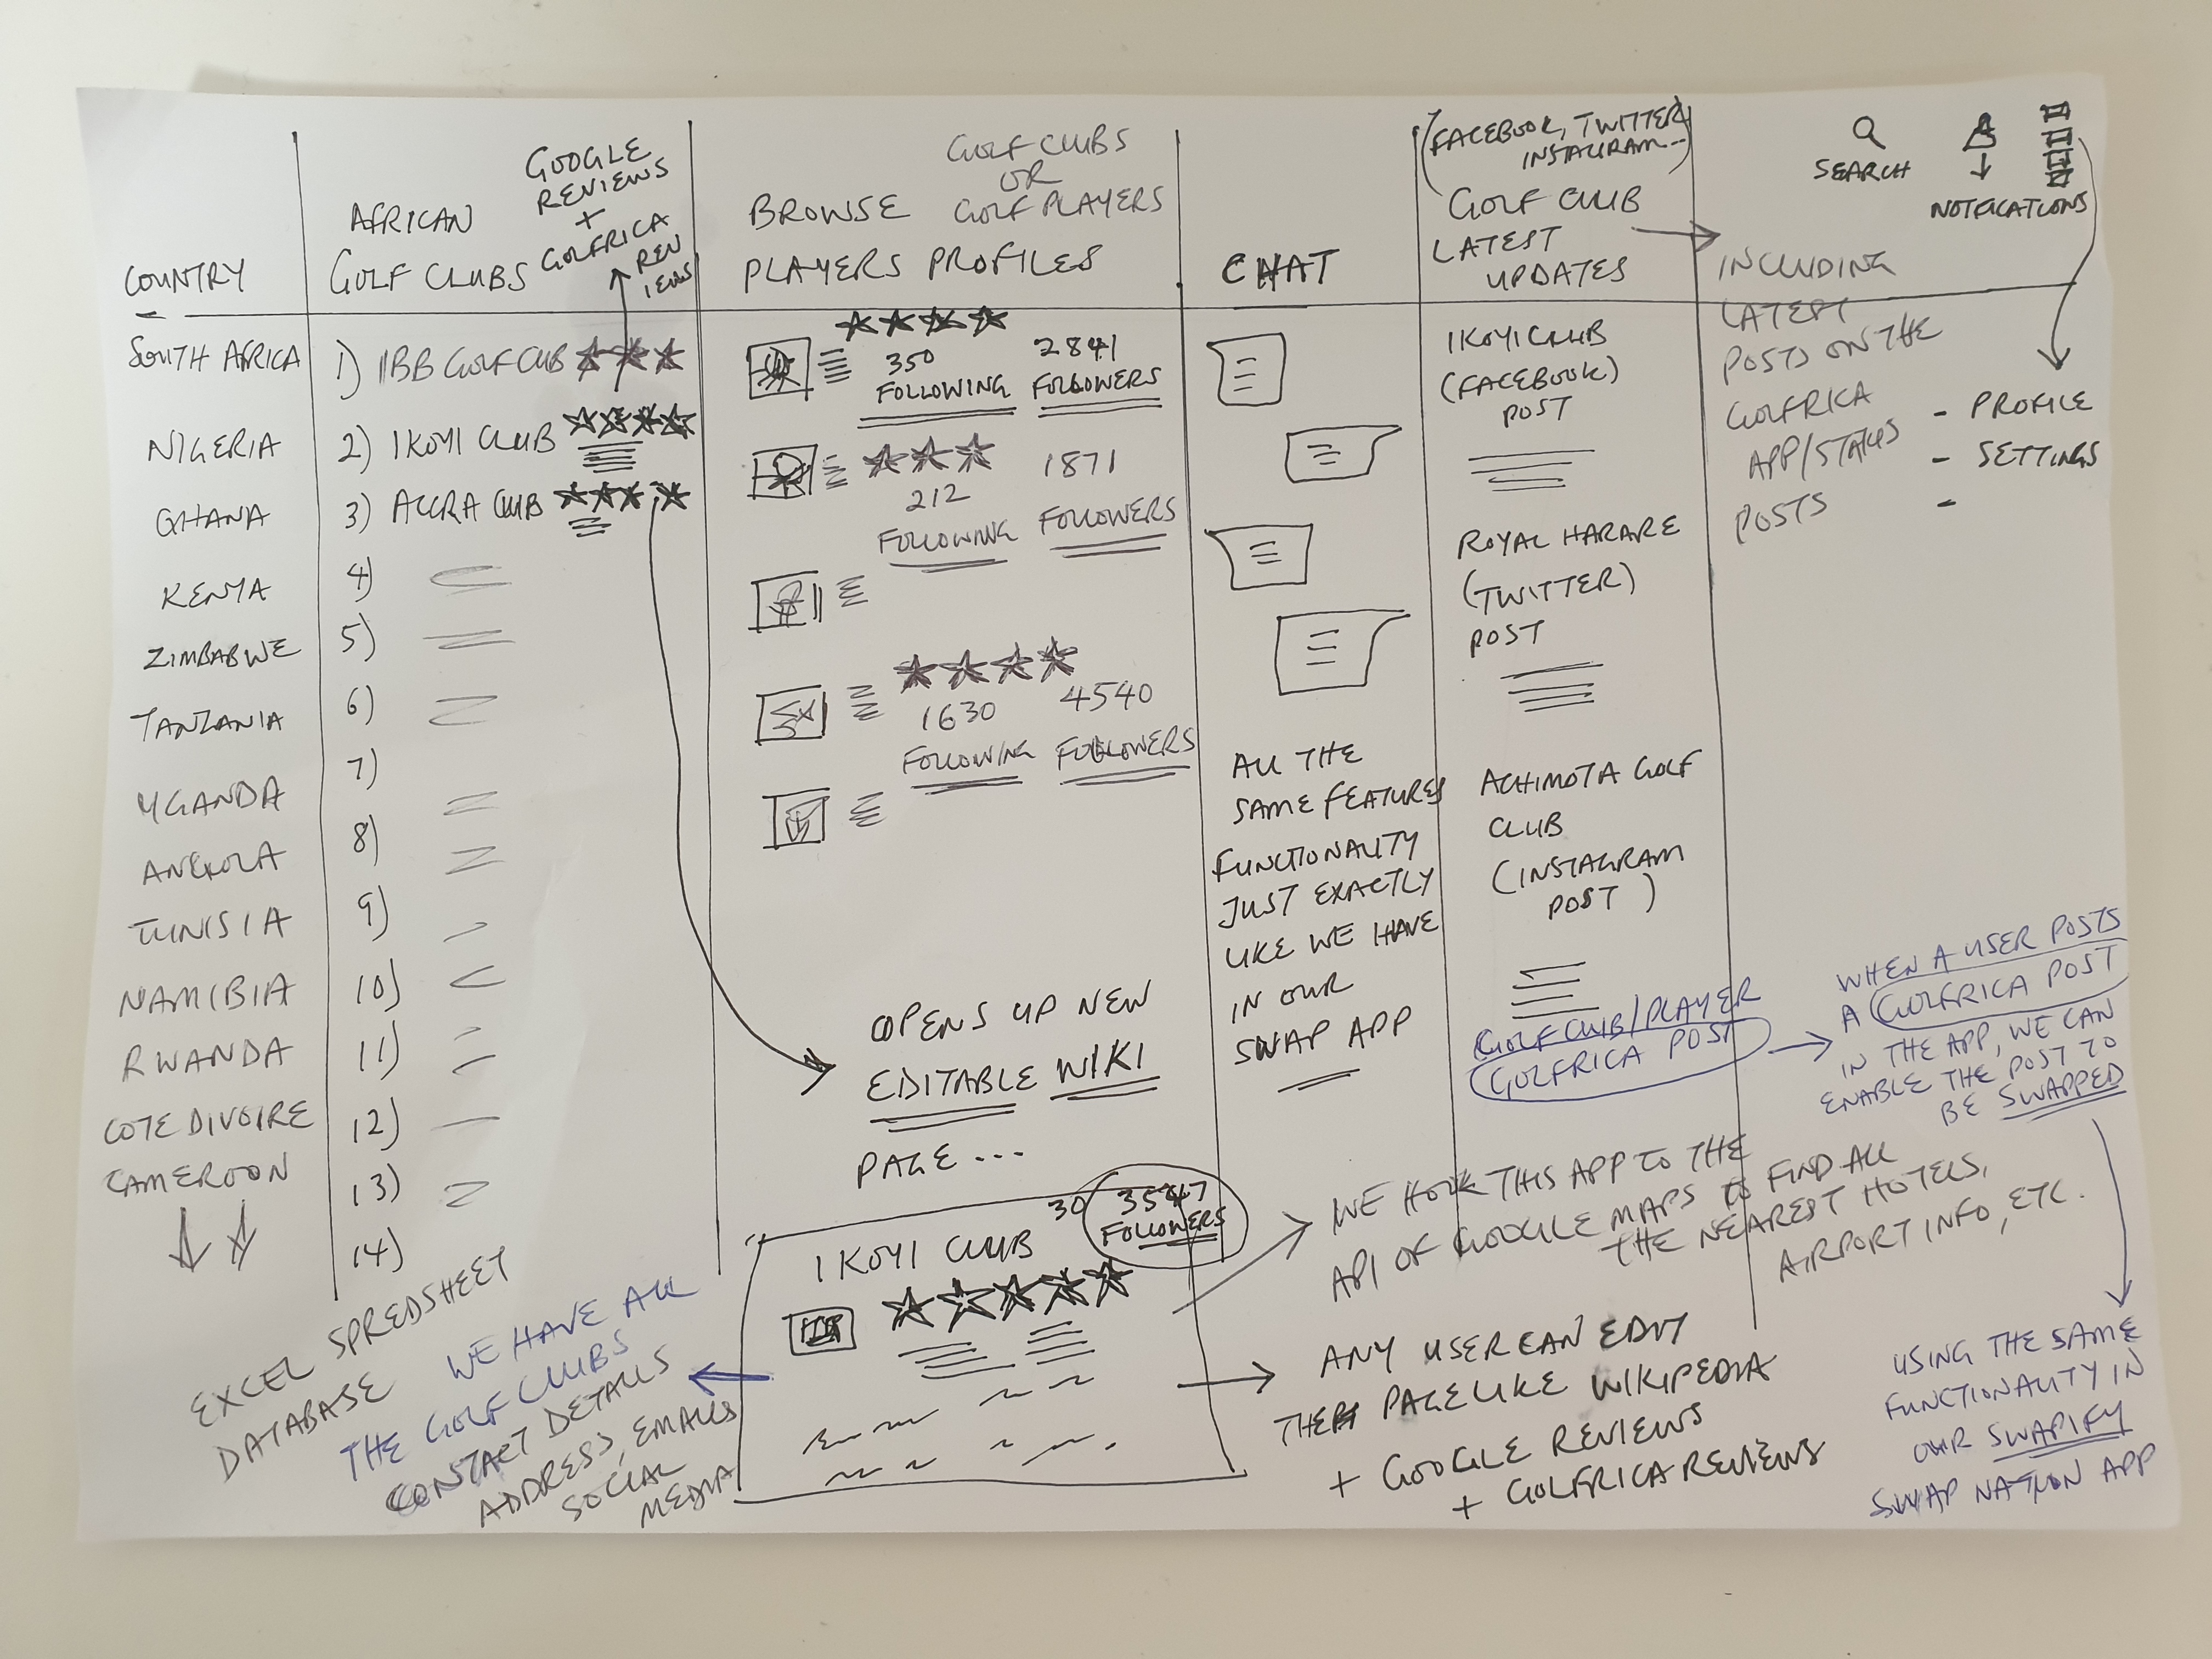 COUNTRY
SOUTH AFRICA
NIGERIA
GHANA
KENYA
ZIMBABWE
TANZANIA
UGANDA
ANGOLA
TUNISIA
NAMIBIA
RWANDA
COTE DIVOIRE
CAMEROON
AFRICAN
GOLF CLUBS
GOOGLE
REVIEWS
+
GOLFRICA
REV
IEWS
1) IBB GOLF CLUB
2) IKOYI CLUB
3) ACCRA CLUB
4)
5)
6)
7)
8)
9)
10)
11)
12)
13)
14)
EXCEL SPREDSHEET
DATABASE
WE HAVE ALL
THE GOLF CLUBS
CONTACT DETAILS
ADDRESS, EMAILS
SOCIAL
MEDIA
GOLF CLUBS
OR
GOLF PLAYERS
BROWSE
PLAYERS PROFILES
350
FOLLOWING
2841
FOLLOWERS
212
FOLLOWING
1871
FOLLOWERS
1630
FOLLOWING
4540
FOLLOWERS
OPENS UP NEW
EDITABLE WIKI
PAGE...
IKOYI CLUB
30
3547
FOLLOWERS
CHAT
ALL THE
SAME FEATURES
FUNCTIONALITY
JUST EXACTLY
LIKE WE HAVE
IN OUR
SWAP APP
(FACEBOOK, TWITTER
INSTAGRAM...)
GOLF CLUB
LATEST
UPDATES
IKOYI CLUB
(FACEBOOK)
POST
ROYAL HARARE
(TWITTER)
POST
ACHIMOTA GOLF
CLUB
(INSTAGRAM
POST)
GOLF CLUB/PLAYER
GOLFRICA POST
SEARCH
NOTFICATIONS
INCLUDING
LATEST
POSTS ON THE
GOLFRICA
APP/STATUS
POSTS
- PROFILE
- SETTINGS
-
WHEN A USER POSTS
A GOLFRICA POST
IN THE APP, WE CAN
ENABLE THE POST TO
BE SWAPPED
USING THE SAME
FUNCTIONALITY IN
OUR SWAPIFY
SWAP NATION APP
WE HOOK THIS APP TO THE
API OF GOOGLE MAPS TO FIND ALL
THE NEAREST HOTELS,
AIRPORT INFO, ETC.
ANY USER CAN EDIT
THE PAGE LIKE WIKIPEDIA
+ GOOGLE REVIEWS
+ GOLFRICA REVIEWS